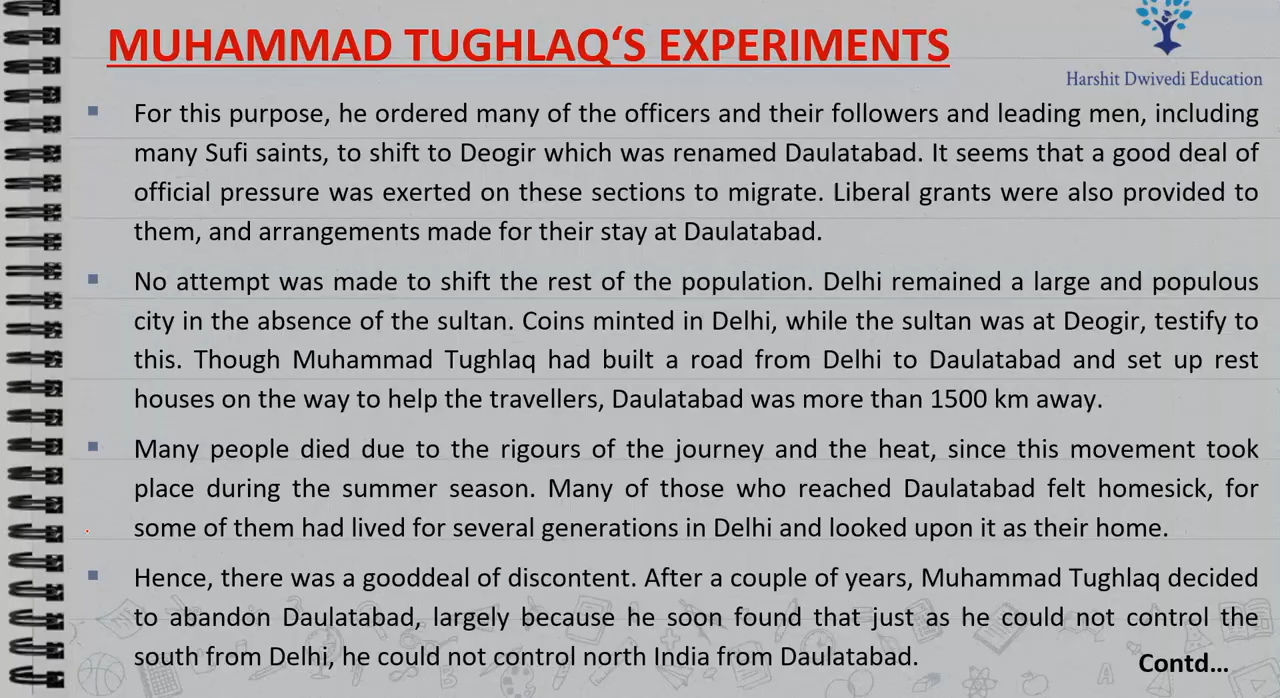 MUHAMMAD TUGHLAQ‘S EXPERIMENTS
Harshit Dwivedi Education
▪ For this purpose, he ordered many of the officers and their followers and leading men, including
many Sufi saints, to shift to Deogir which was renamed Daulatabad. It seems that a good deal of
official pressure was exerted on these sections to migrate. Liberal grants were also provided to
them, and arrangements made for their stay at Daulatabad.
▪ No attempt was made to shift the rest of the population. Delhi remained a large and populous
city in the absence of the sultan. Coins minted in Delhi, while the sultan was at Deogir, testify to
this. Though Muhammad Tughlaq had built a road from Delhi to Daulatabad and set up rest
houses on the way to help the travellers, Daulatabad was more than 1500 km away.
▪ Many people died due to the rigours of the journey and the heat, since this movement took
place during the summer season. Many of those who reached Daulatabad felt homesick, for
some of them had lived for several generations in Delhi and looked upon it as their home.
▪ Hence, there was a gooddeal of discontent. After a couple of years, Muhammad Tughlaq decided
to abandon Daulatabad, largely because he soon found that just as he could not control the
south from Delhi, he could not control north India from Daulatabad.
Contd…